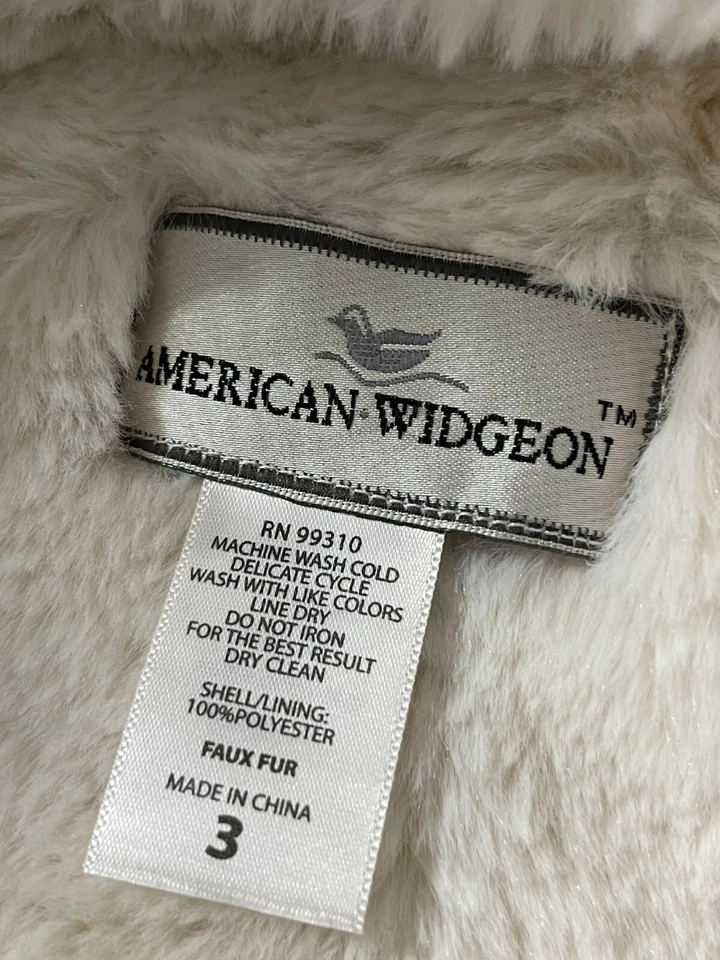 AMERICAN·WIDGEON TM
RN 99310
MACHINE WASH COLD
DELICATE CYCLE
WASH WITH LIKE COLORS
LINE DRY
DO NOT IRON
FOR THE BEST RESULT
DRY CLEAN
SHELL/LINING:
100%POLYESTER
FAUX FUR
MADE IN CHINA
3